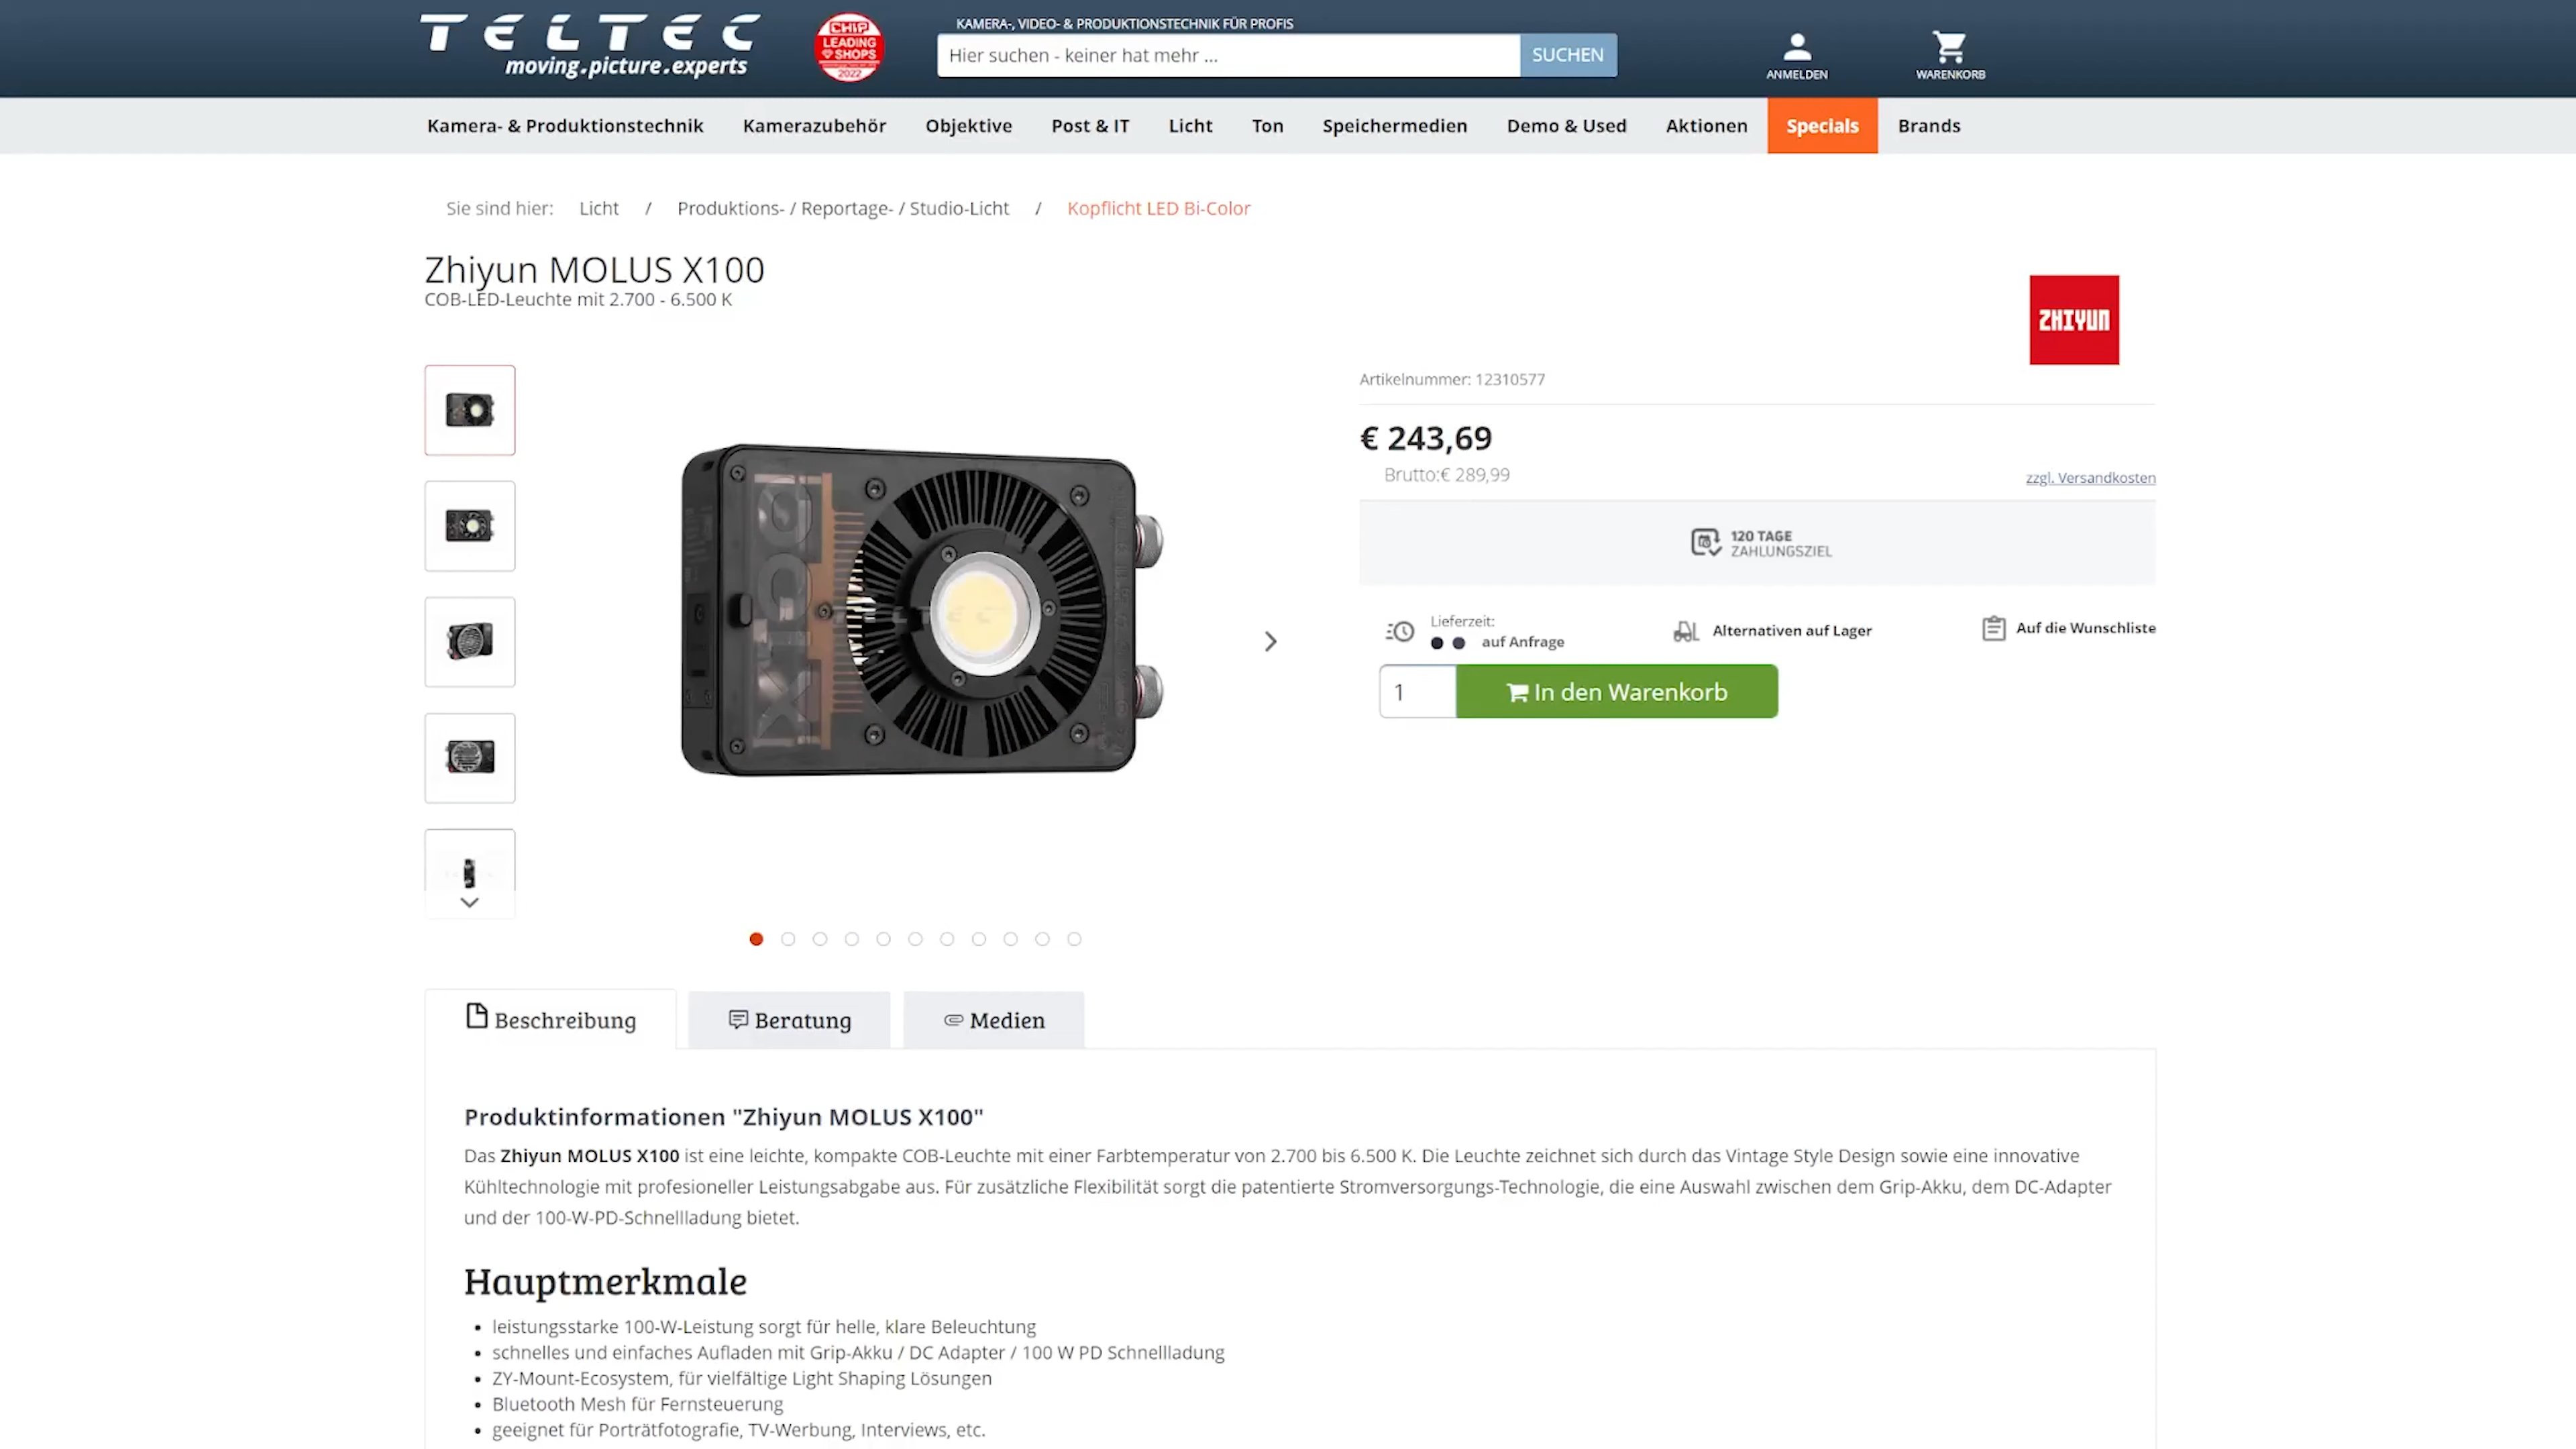 TELTEC
moving.picture.experts
CHIP
LEADING
SHOPS
2022
KAMERA-, VIDEO- & PRODUKTIONSTECHNIK FÜR PROFIS
Hier suchen - keiner hat mehr ...
SUCHEN
ANMELDEN
WARENKORB
Kamera- & Produktionstechnik Kamerazubehör Objektive Post & IT Licht Ton Speichermedien Demo & Used Aktionen Specials Brands
Sie sind hier: Licht / Produktions- / Reportage- / Studio-Licht / Kopflicht LED Bi-Color
Zhiyun MOLUS X100
COB-LED-Leuchte mit 2.700 - 6.500 K
ZHIYUN
X100
Artikelnummer: 12310577
€ 243,69
Brutto:€ 289,99
zzgl. Versandkosten
120 TAGE
ZAHLUNGSZIEL
Lieferzeit:
auf Anfrage
Alternativen auf Lager
Auf die Wunschliste
1
In den Warenkorb
Beschreibung
Beratung
Medien
Produktinformationen "Zhiyun MOLUS X100"
Das Zhiyun MOLUS X100 ist eine leichte, kompakte COB-Leuchte mit einer Farbtemperatur von 2.700 bis 6.500 K. Die Leuchte zeichnet sich durch das Vintage Style Design sowie eine innovative
Kühltechnologie mit profesioneller Leistungsabgabe aus. Für zusätzliche Flexibilität sorgt die patentierte Stromversorgungs-Technologie, die eine Auswahl zwischen dem Grip-Akku, dem DC-Adapter
und der 100-W-PD-Schnellladung bietet.
Hauptmerkmale
• leistungsstarke 100-W-Leistung sorgt für helle, klare Beleuchtung
• schnelles und einfaches Aufladen mit Grip-Akku / DC Adapter / 100 W PD Schnellladung
• ZY-Mount-Ecosystem, für vielfältige Light Shaping Lösungen
• Bluetooth Mesh für Fernsteuerung
• geeignet für Porträtfotografie, TV-Werbung, Interviews, etc.